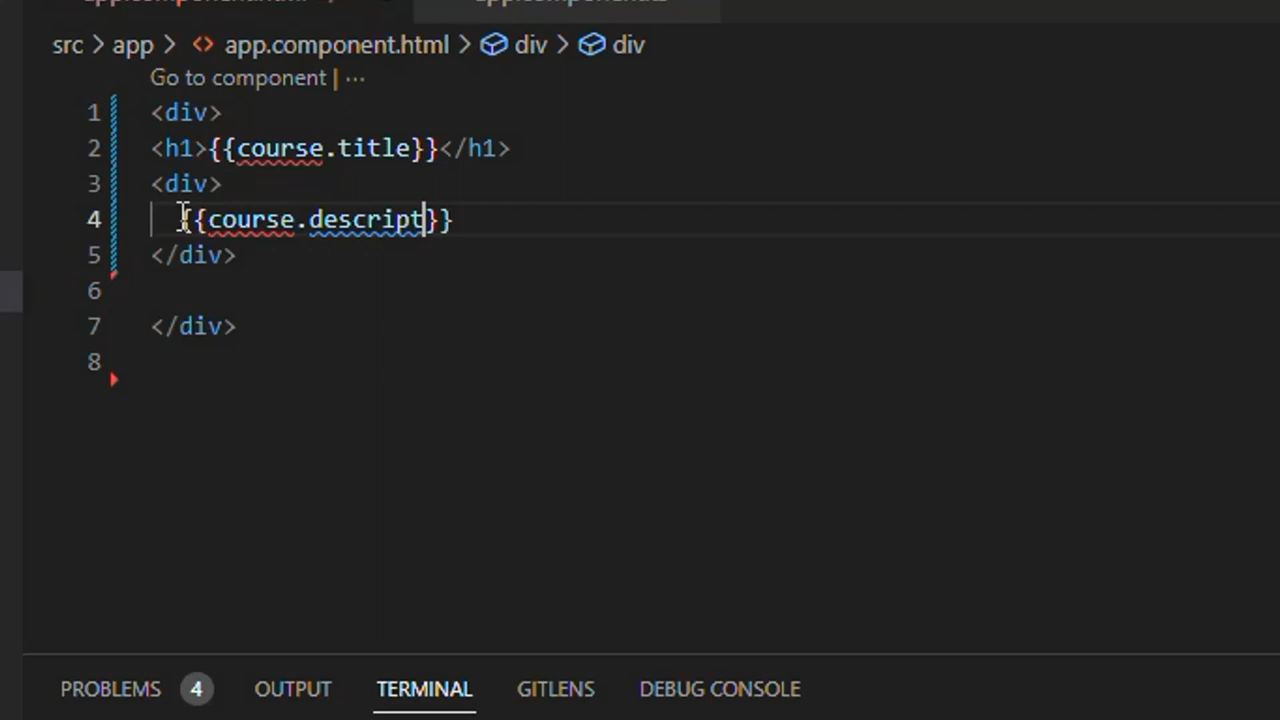 src > app > <> app.component.html > div > div
Go to component | ···
1 <div>
2 <h1>{{course.title}}</h1>
3 <div>
4 {{course.descript}}
5 </div>
6
7 </div>
8
PROBLEMS 4 OUTPUT TERMINAL GITLENS DEBUG CONSOLE